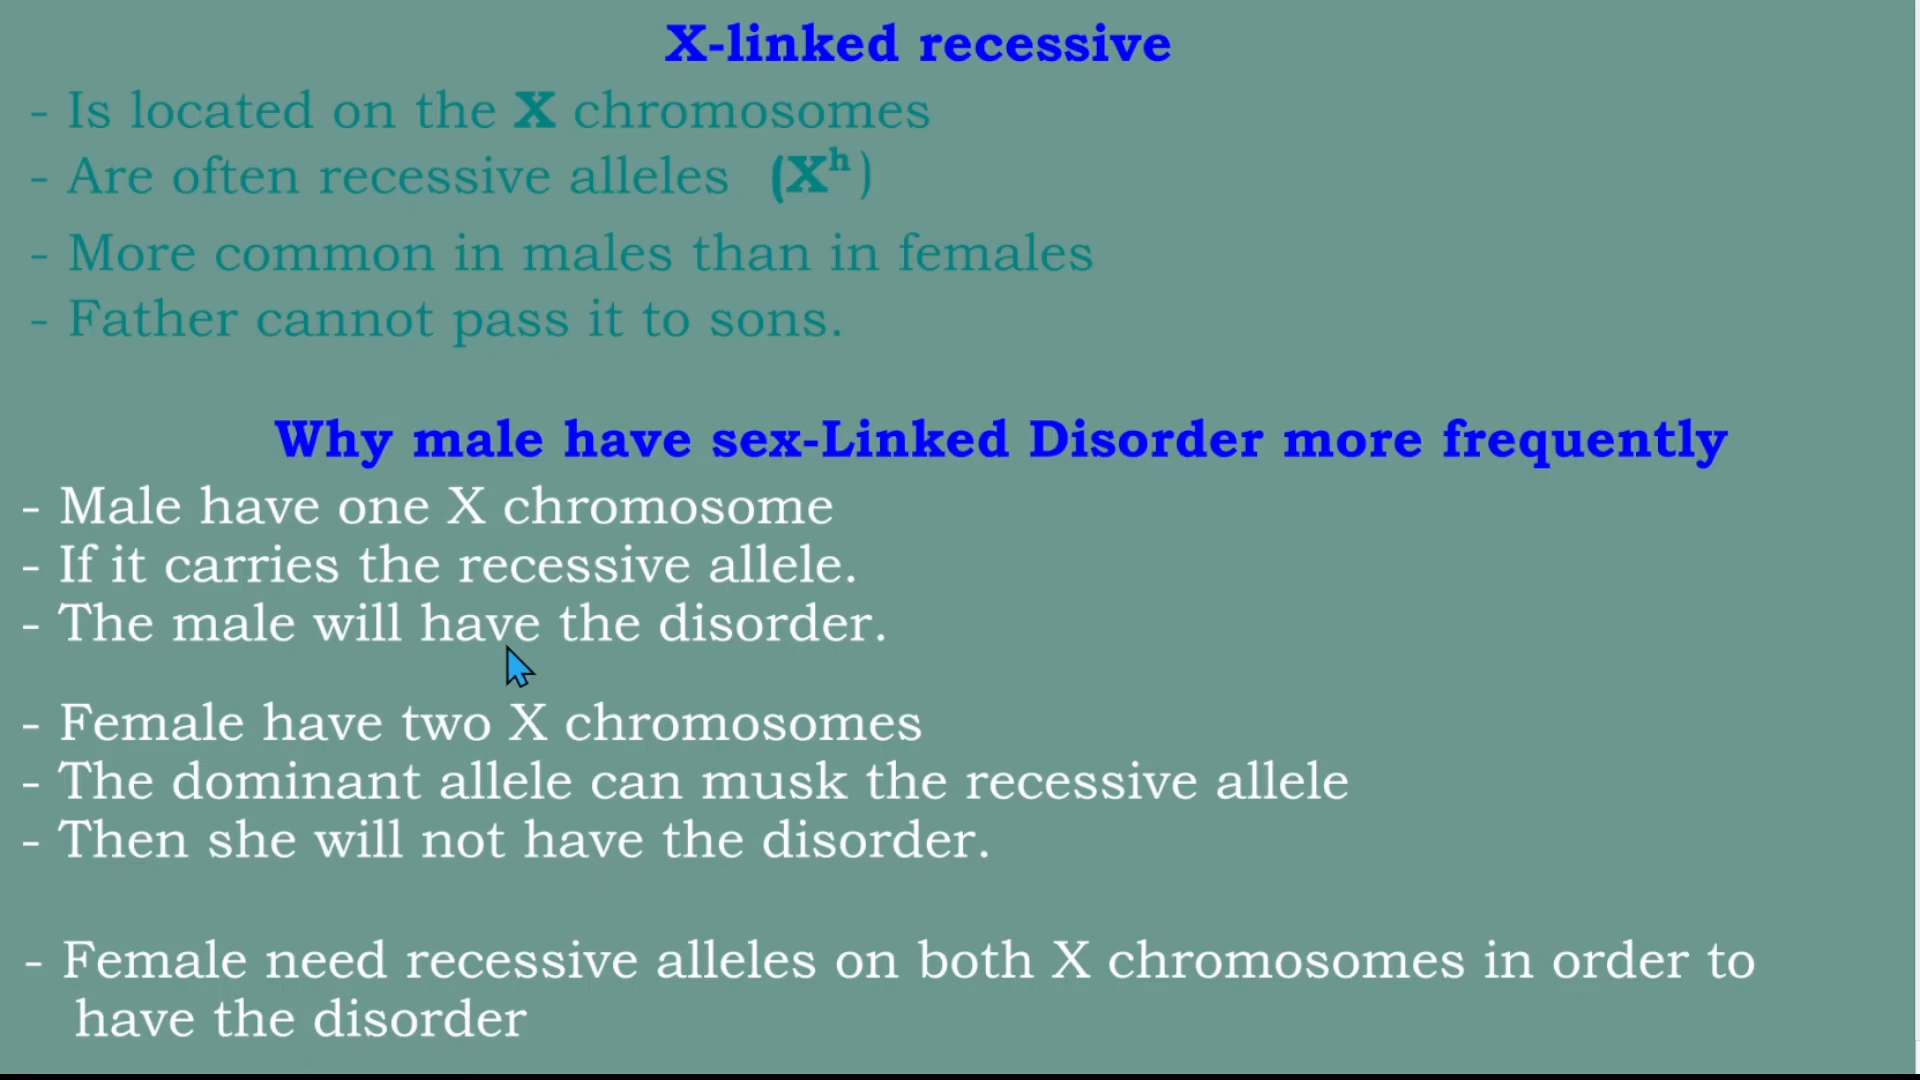 X-linked recessive
- Is located on the X chromosomes
- Are often recessive alleles (Xʰ)
- More common in males than in females
- Father cannot pass it to sons.
Why male have sex-Linked Disorder more frequently
- Male have one X chromosome
- If it carries the recessive allele.
- The male will have the disorder.
- Female have two X chromosomes
- The dominant allele can musk the recessive allele
- Then she will not have the disorder.
- Female need recessive alleles on both X chromosomes in order to
have the disorder